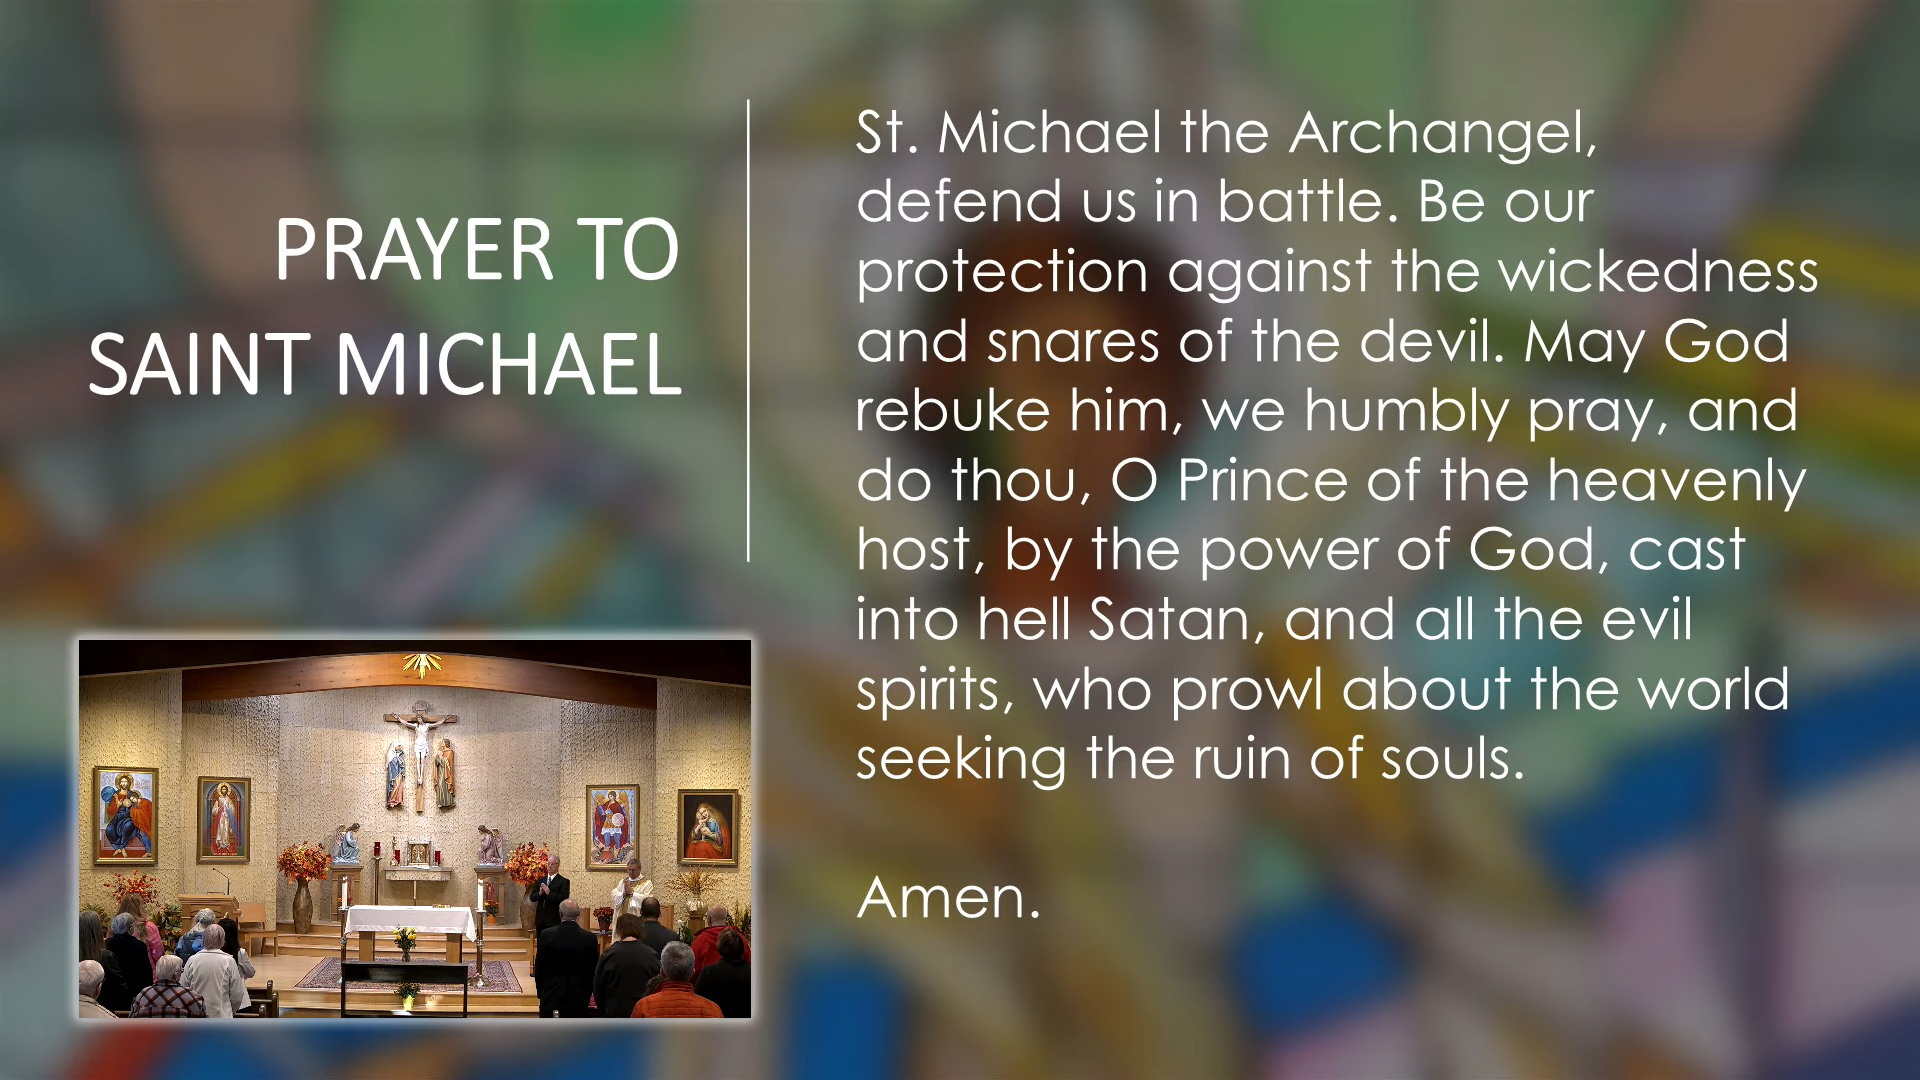 PRAYER TO
SAINT MICHAEL
St. Michael the Archangel,
defend us in battle. Be our
protection against the wickedness
and snares of the devil. May God
rebuke him, we humbly pray, and
do thou, O Prince of the heavenly
host, by the power of God, cast
into hell Satan, and all the evil
spirits, who prowl about the world
seeking the ruin of souls.
Amen.